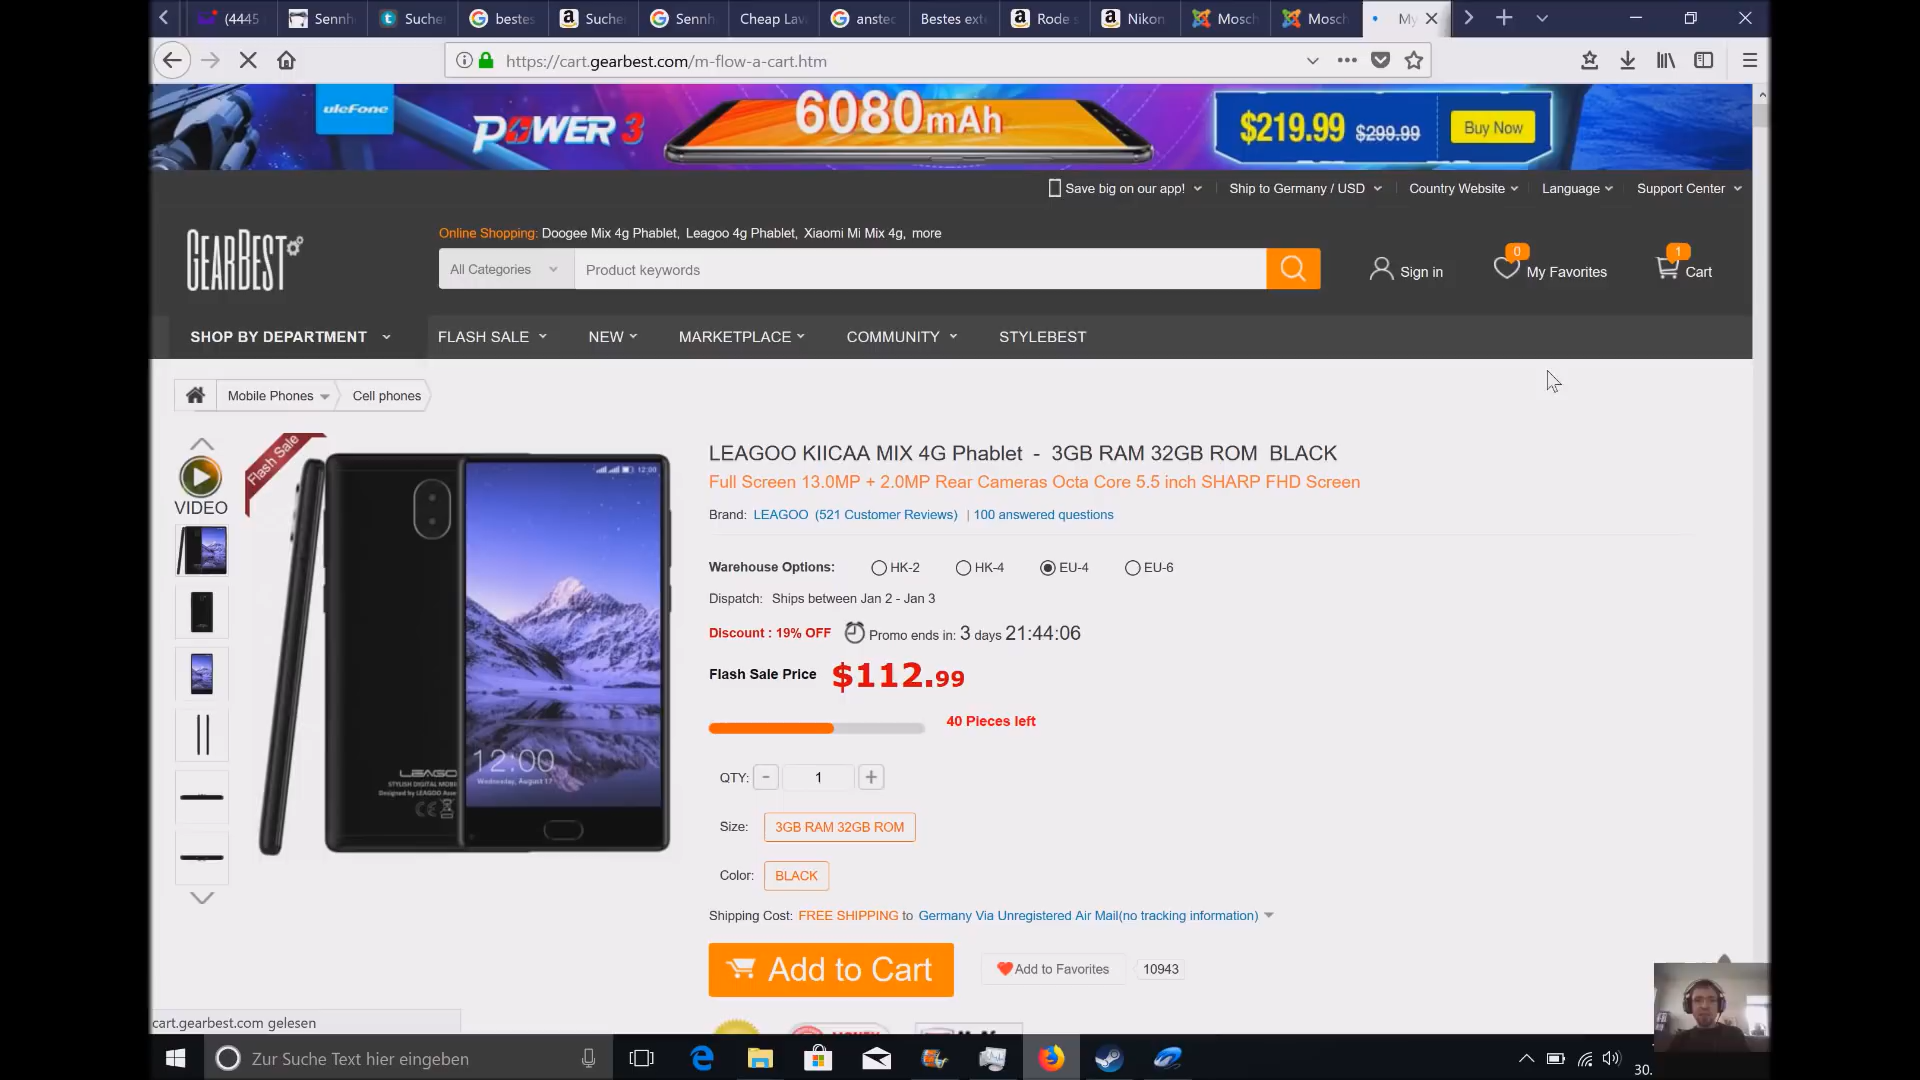 (4445
Sennh
Suche
bestes
Suche
Sennh
Cheap Lav
anste
Bestes ext
Rode s
Nikon
Mosch
Mosch
My
https://cart.gearbest.com/m-flow-a-cart.htm
uleFone
POWER 3
6080mAh
$219.99 $299.99
Buy Now
Save big on our app!
Ship to Germany / USD
Country Website
Language
Support Center
GEARBEST
Online Shopping: Doogee Mix 4g Phablet, Leagoo 4g Phablet, Xiaomi Mi Mix 4g, more
All Categories
Product keywords
Sign in
0
My Favorites
1
Cart
SHOP BY DEPARTMENT
FLASH SALE
NEW
MARKETPLACE
COMMUNITY
STYLEBEST
Mobile Phones
Cell phones
Flash Sale
VIDEO
12:00
12:00
Wednesday, August 17
LEAGOO KIICAA MIX 4G Phablet - 3GB RAM 32GB ROM BLACK
Full Screen 13.0MP + 2.0MP Rear Cameras Octa Core 5.5 inch SHARP FHD Screen
Brand: LEAGOO (521 Customer Reviews) | 100 answered questions
Warehouse Options: HK-2 HK-4 EU-4 EU-6
Dispatch: Ships between Jan 2 - Jan 3
Discount : 19% OFF Promo ends in: 3 days 21:44:06
Flash Sale Price $112.99
40 Pieces left
QTY: - 1 +
Size: 3GB RAM 32GB ROM
Color: BLACK
Shipping Cost: FREE SHIPPING to Germany Via Unregistered Air Mail(no tracking information)
Add to Cart
Add to Favorites
10943
cart.gearbest.com gelesen
Zur Suche Text hier eingeben
30.